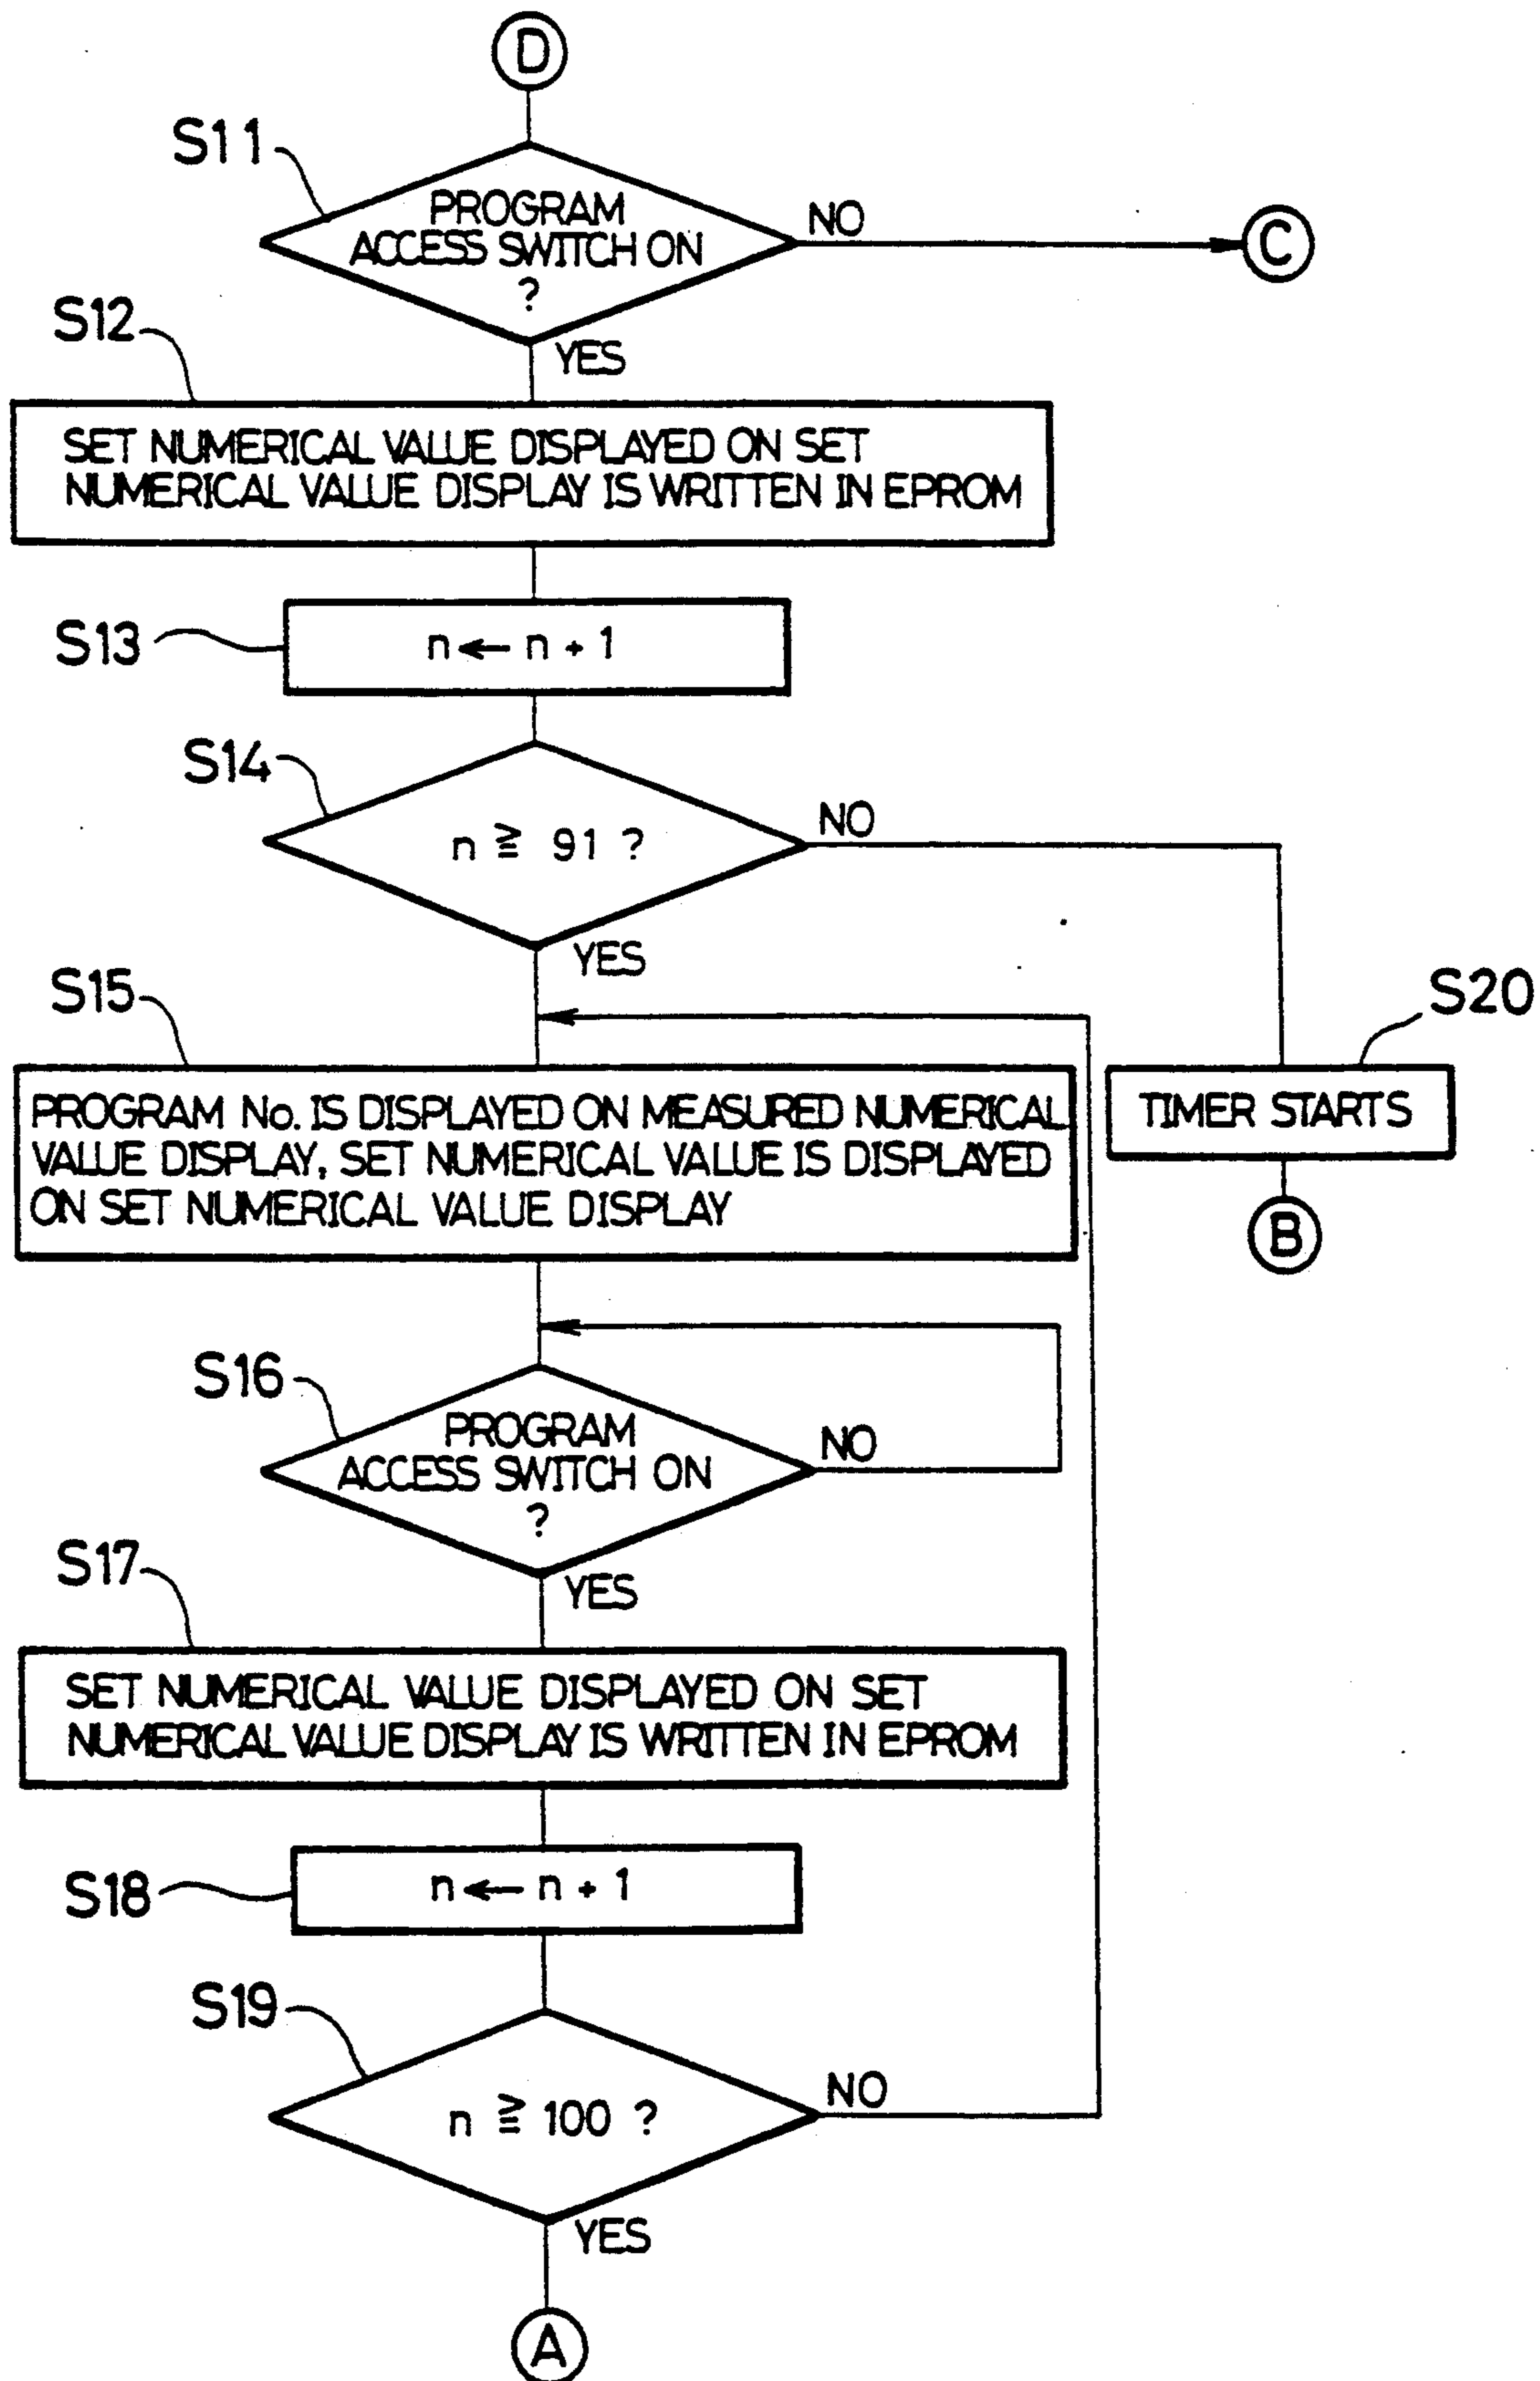 D
S11
PROGRAM
ACCESS SWITCH ON
?
NO
C
YES
S12
SET NUMERICAL VALUE DISPLAYED ON SET
NUMERICAL VALUE DISPLAY IS WRITTEN IN EPROM
S13
n ← n + 1
S14
n ≧ 91 ?
NO
YES
S15
S20
PROGRAM No. IS DISPLAYED ON MEASURED NUMERICAL
VALUE DISPLAY, SET NUMERICAL VALUE IS DISPLAYED
ON SET NUMERICAL VALUE DISPLAY
TIMER STARTS
B
S16
PROGRAM
ACCESS SWITCH ON
?
NO
YES
S17
SET NUMERICAL VALUE DISPLAYED ON SET
NUMERICAL VALUE DISPLAY IS WRITTEN IN EPROM
S18
n ← n + 1
S19
n ≧ 100 ?
NO
YES
A